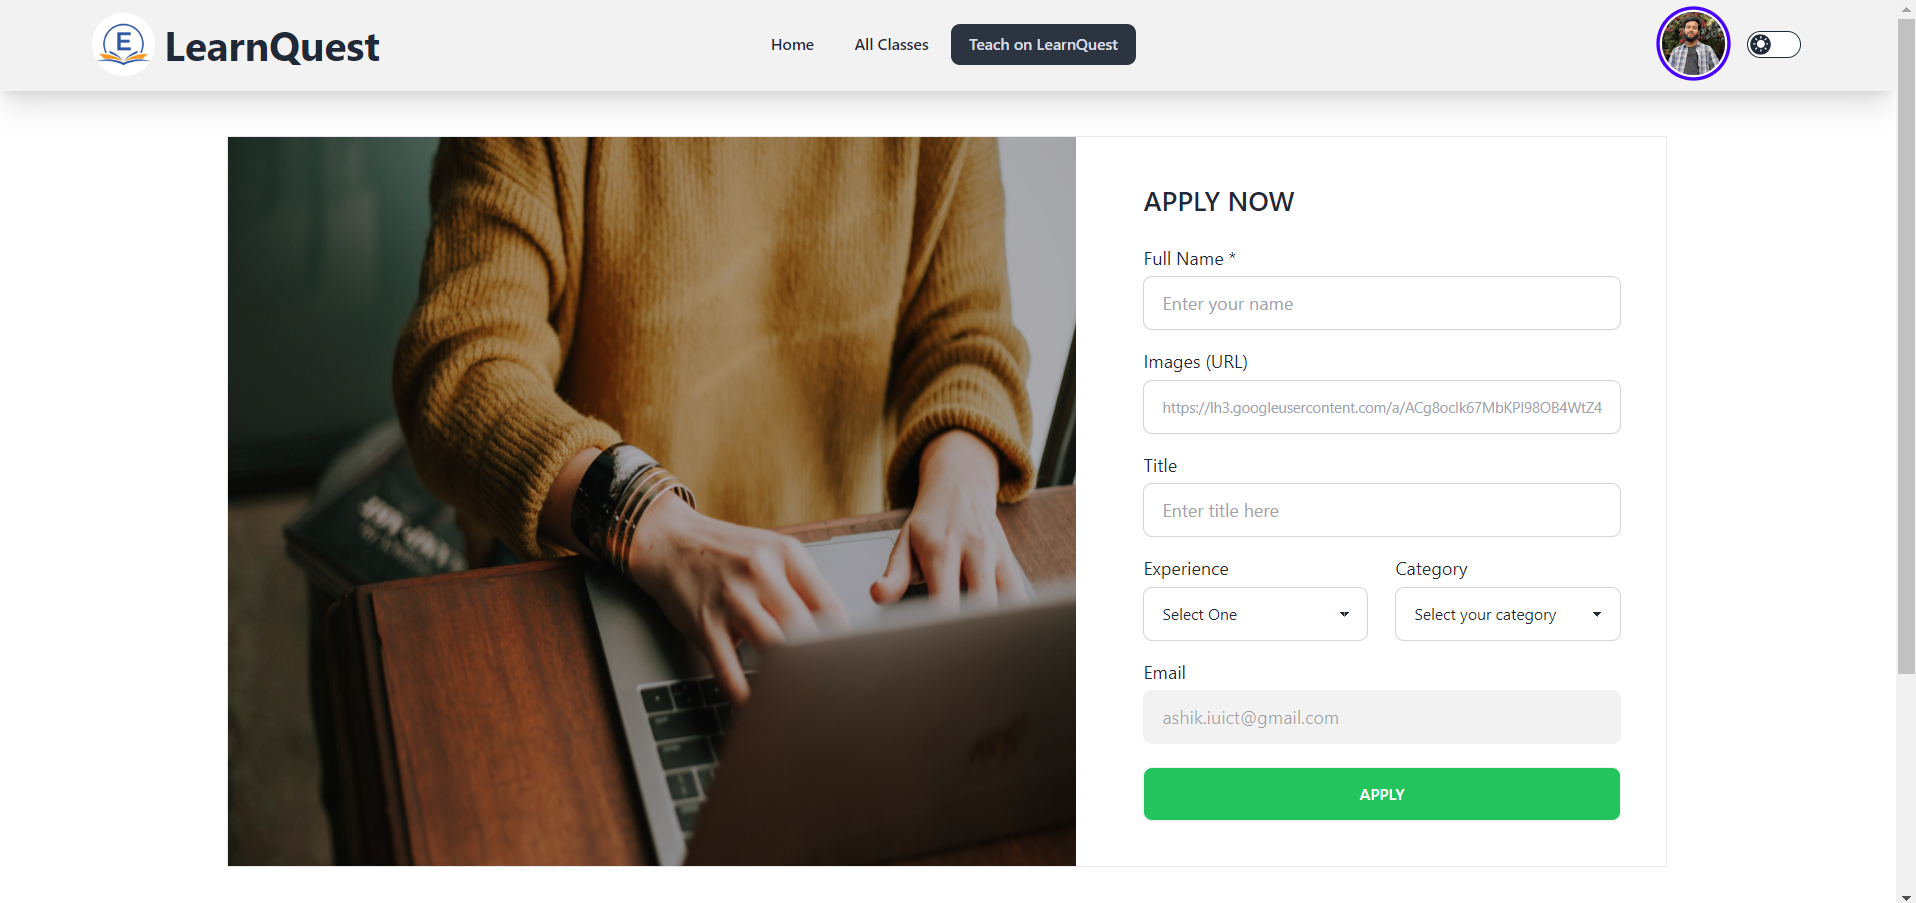 E LearnQuest
Home All Classes Teach on LearnQuest
APPLY NOW
Full Name *
Enter your name
Images (URL)
https://lh3.googleusercontent.com/a/ACg8ocIk67MbKPl98OB4WtZ4
Title
Enter title here
Experience Category
Select One Select your category
Email
ashik.iuict@gmail.com
APPLY